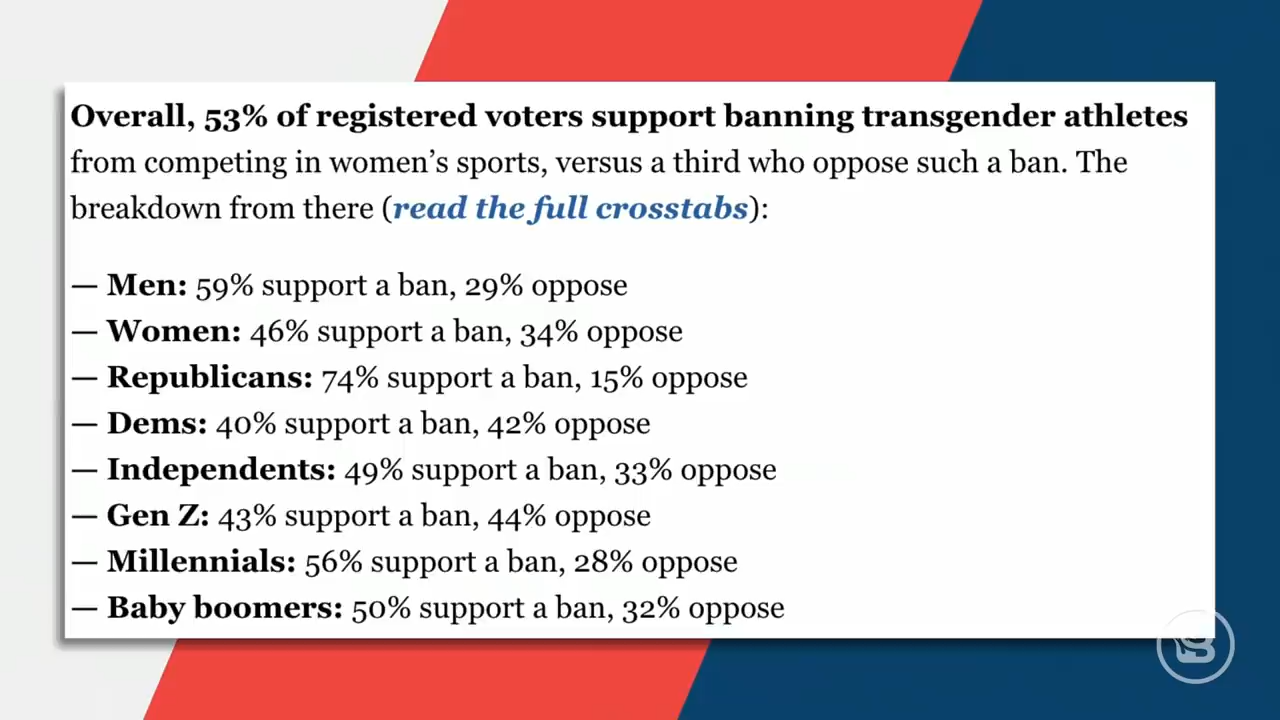 Overall, 53% of registered voters support banning transgender athletes
from competing in women’s sports, versus a third who oppose such a ban. The
breakdown from there (read the full crosstabs):
— Men: 59% support a ban, 29% oppose
— Women: 46% support a ban, 34% oppose
— Republicans: 74% support a ban, 15% oppose
— Dems: 40% support a ban, 42% oppose
— Independents: 49% support a ban, 33% oppose
— Gen Z: 43% support a ban, 44% oppose
— Millennials: 56% support a ban, 28% oppose
— Baby boomers: 50% support a ban, 32% oppose